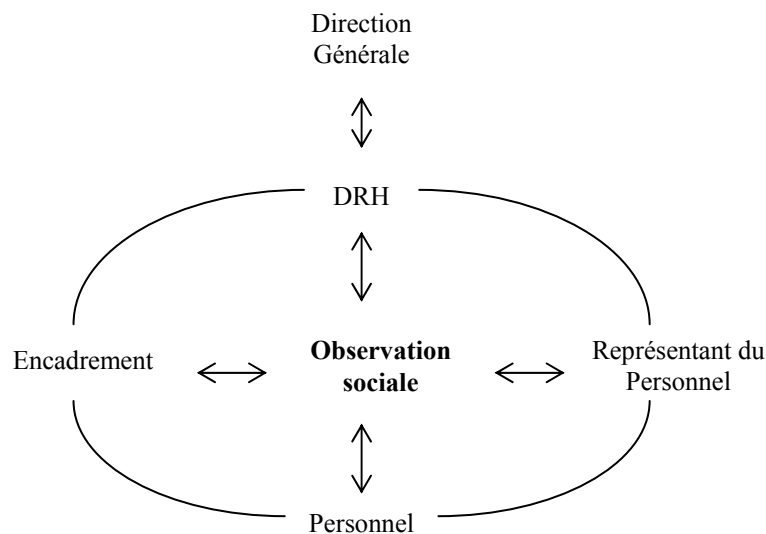 Direction
Générale
DRH
Encadrement
Observation
sociale
Représentant du
Personnel
Personnel